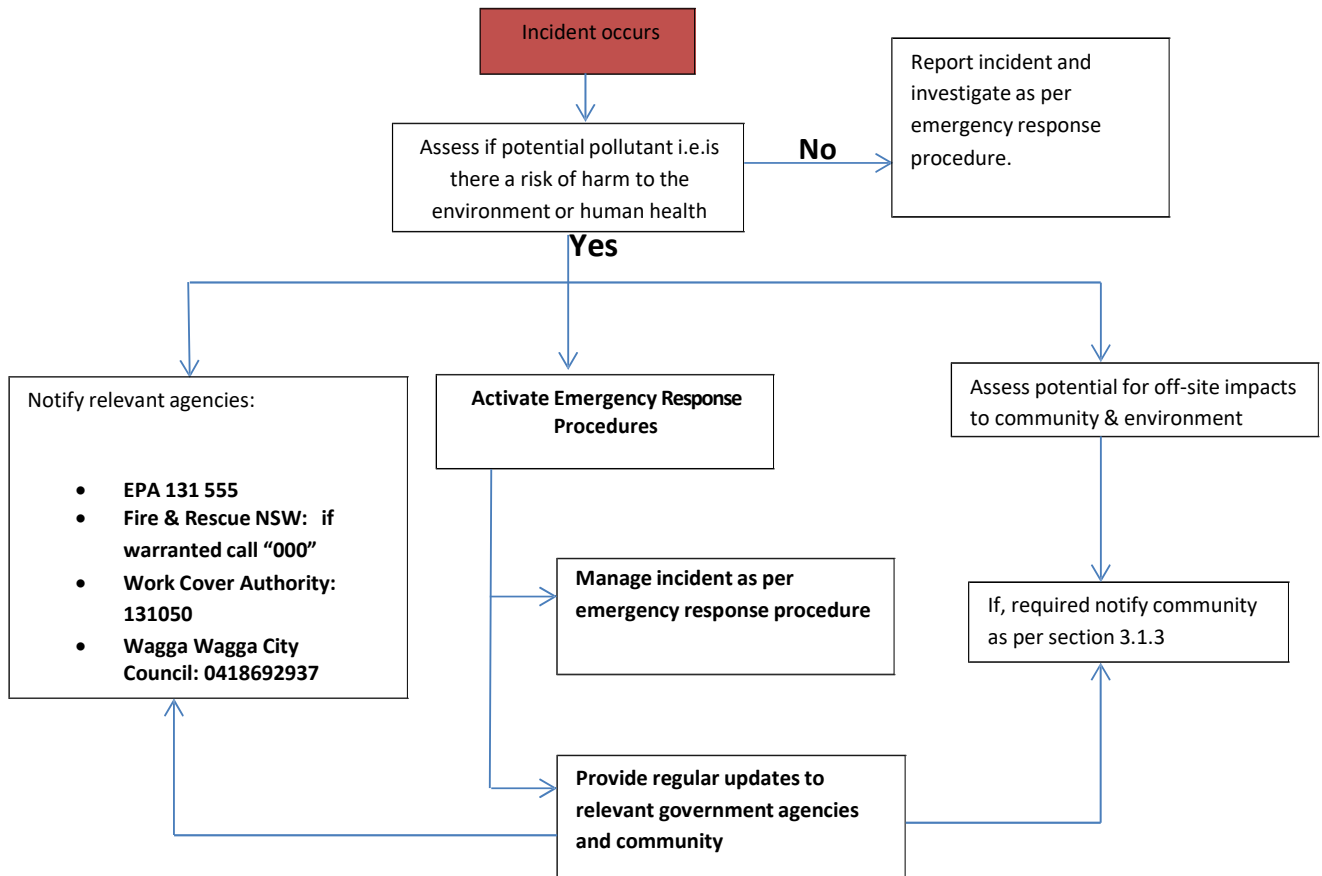 Incident occurs
Report incident and
investigate as per
emergency response
procedure.
Assess if potential pollutant i.e.is
there a risk of harm to the
environment or human health
No
Yes
Notify relevant agencies:
• EPA 131 555
• Fire & Rescue NSW: if
warranted call “000”
• Work Cover Authority:
131050
• Wagga Wagga City
Council: 0418692937
Activate Emergency Response
Procedures
Assess potential for off-site impacts
to community & environment
Manage incident as per
emergency response procedure
If, required notify community
as per section 3.1.3
Provide regular updates to
relevant government agencies
and community